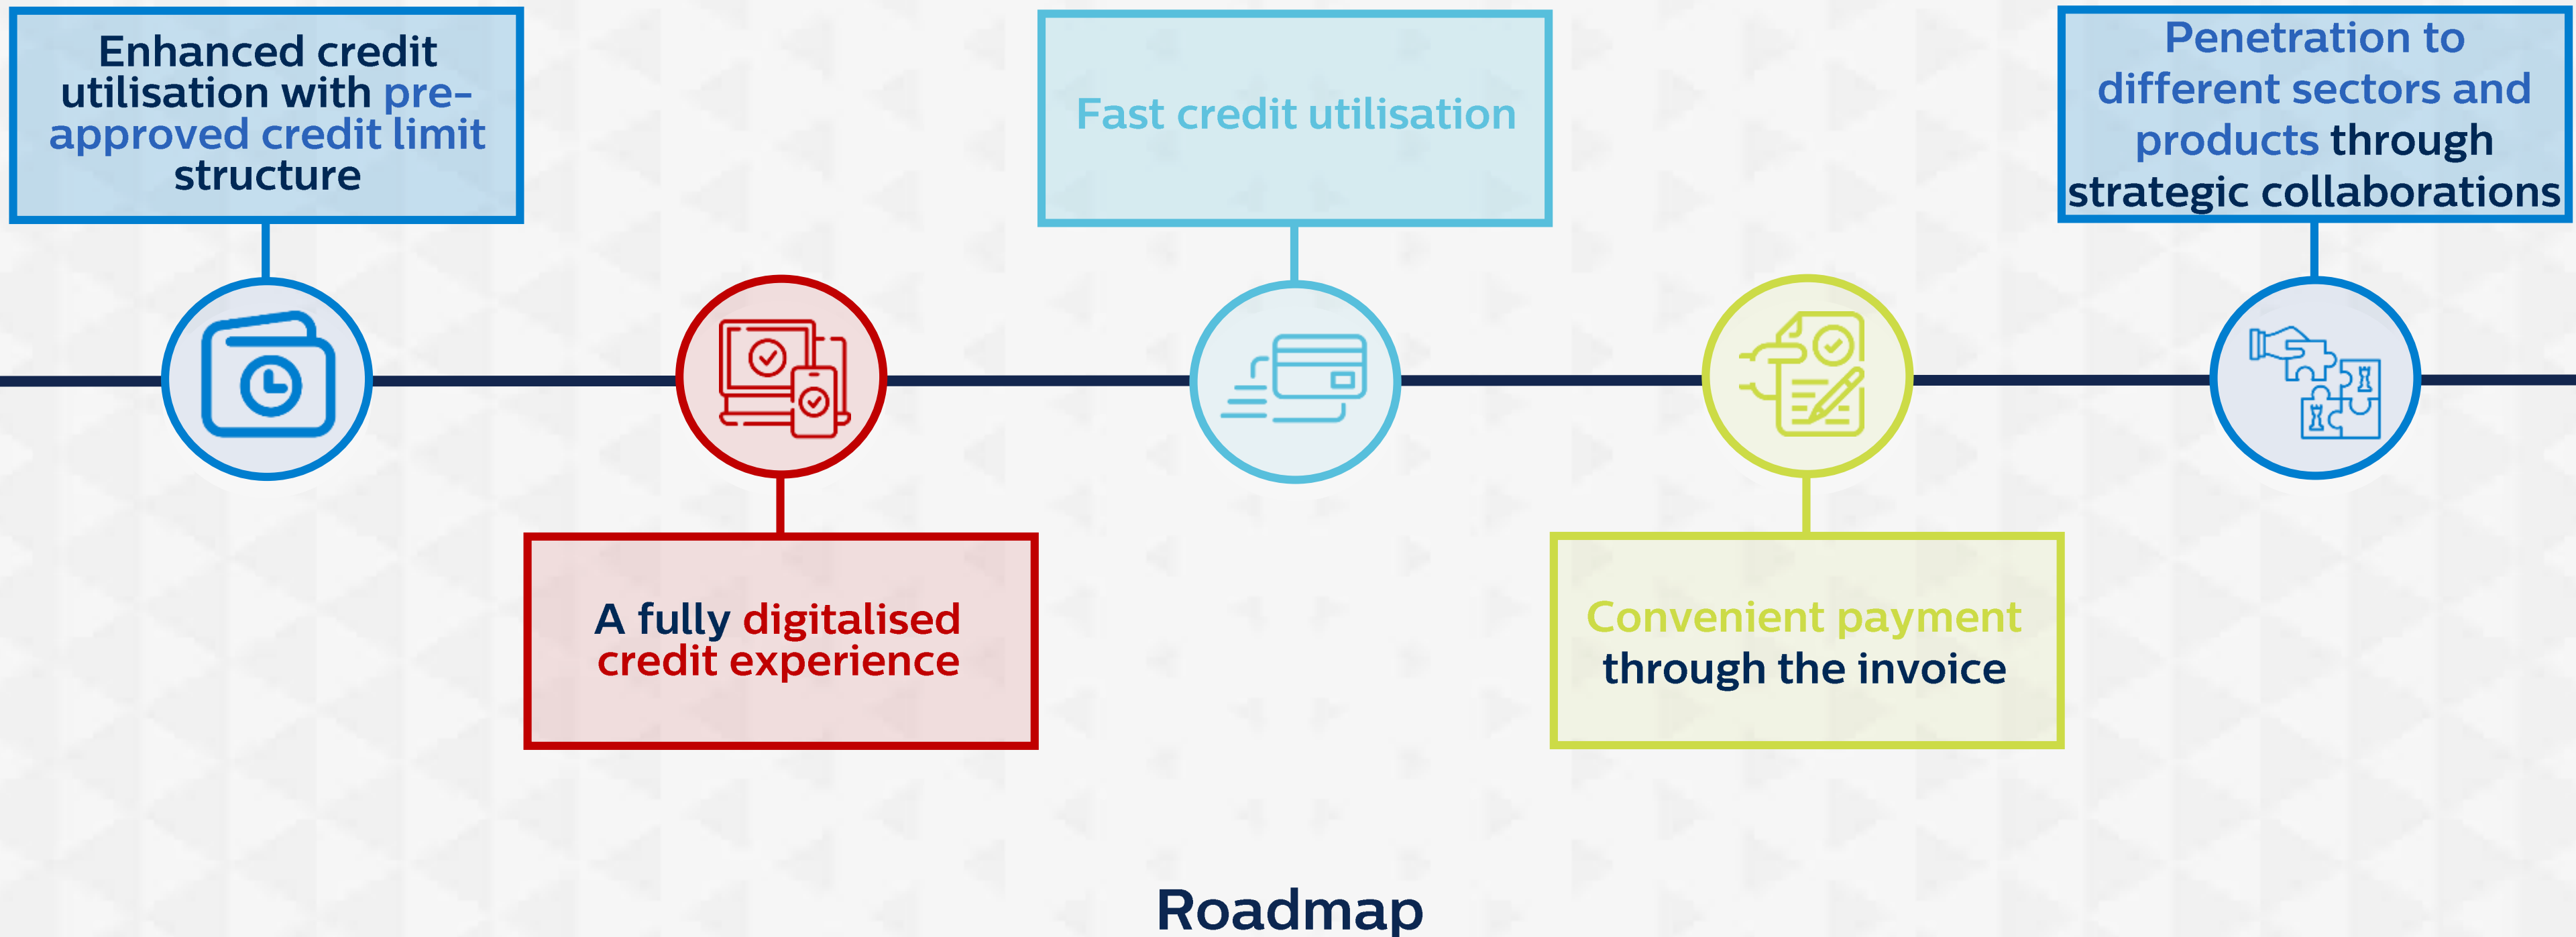 Enhanced credit
utilisation with pre-
approved credit limit
structure
A fully digitalised
credit experience
Fast credit utilisation
Convenient payment
through the invoice
Penetration to
different sectors and
products through
strategic collaborations
Roadmap